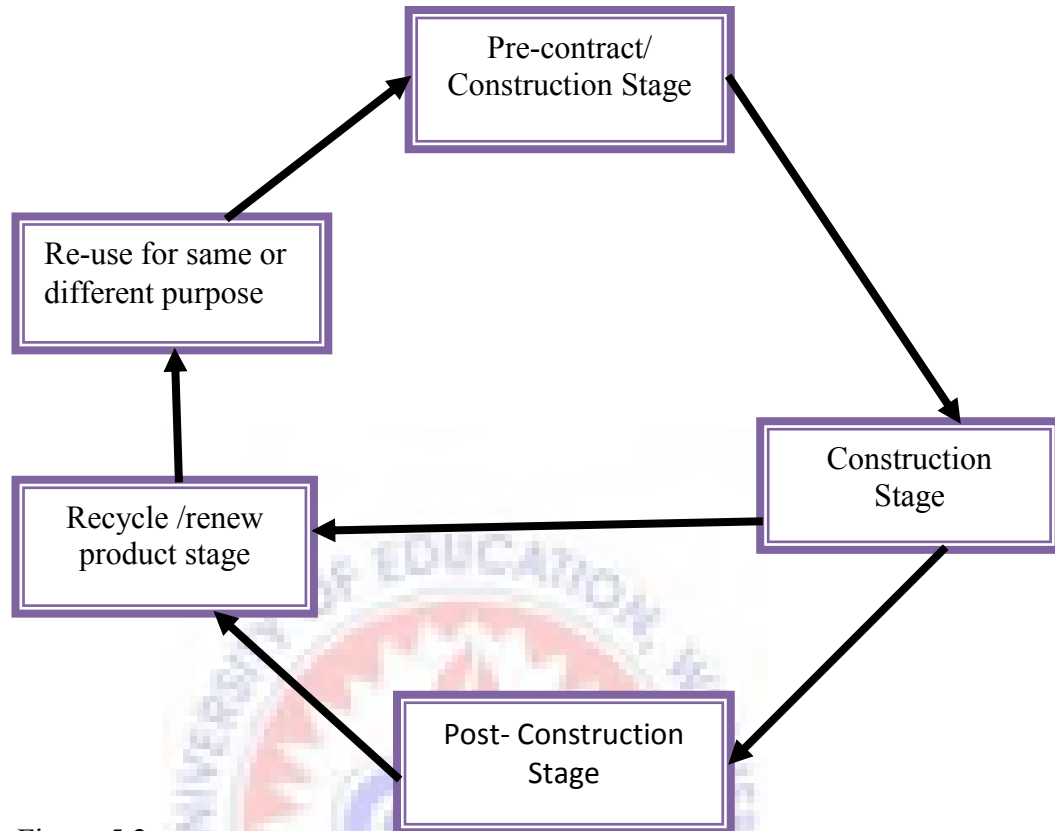 Pre-contract/
Construction Stage
Re-use for same or
different purpose
Construction
Stage
Recycle /renew
product stage
OF EDUCATION,
Post- Construction
Stage